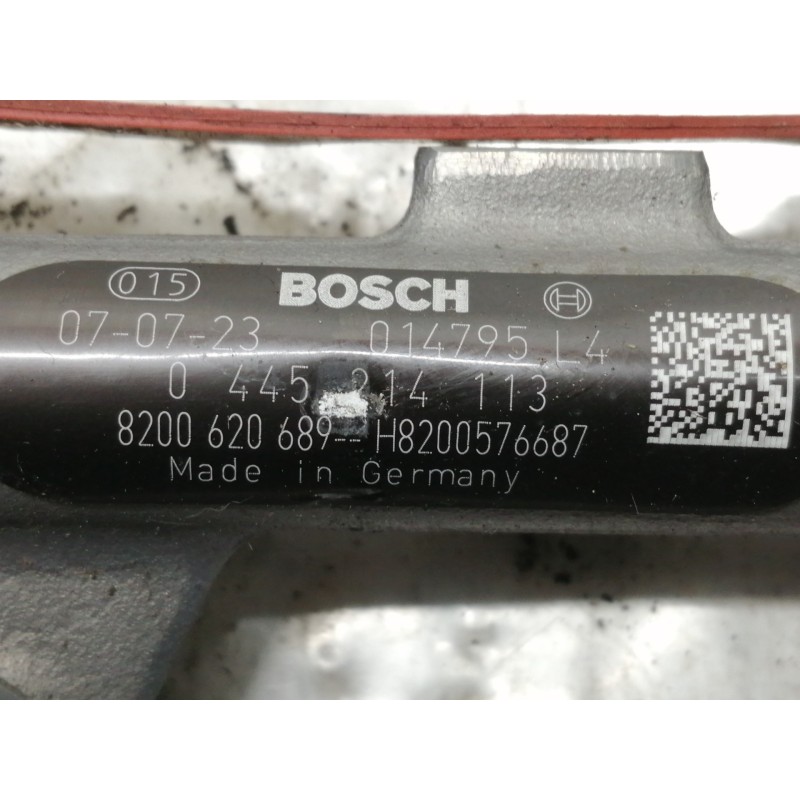 015 BOSCH
07-07-23 014795 L4
0 445 214 113
8200 620 689-- H8200576687
Made in Germany